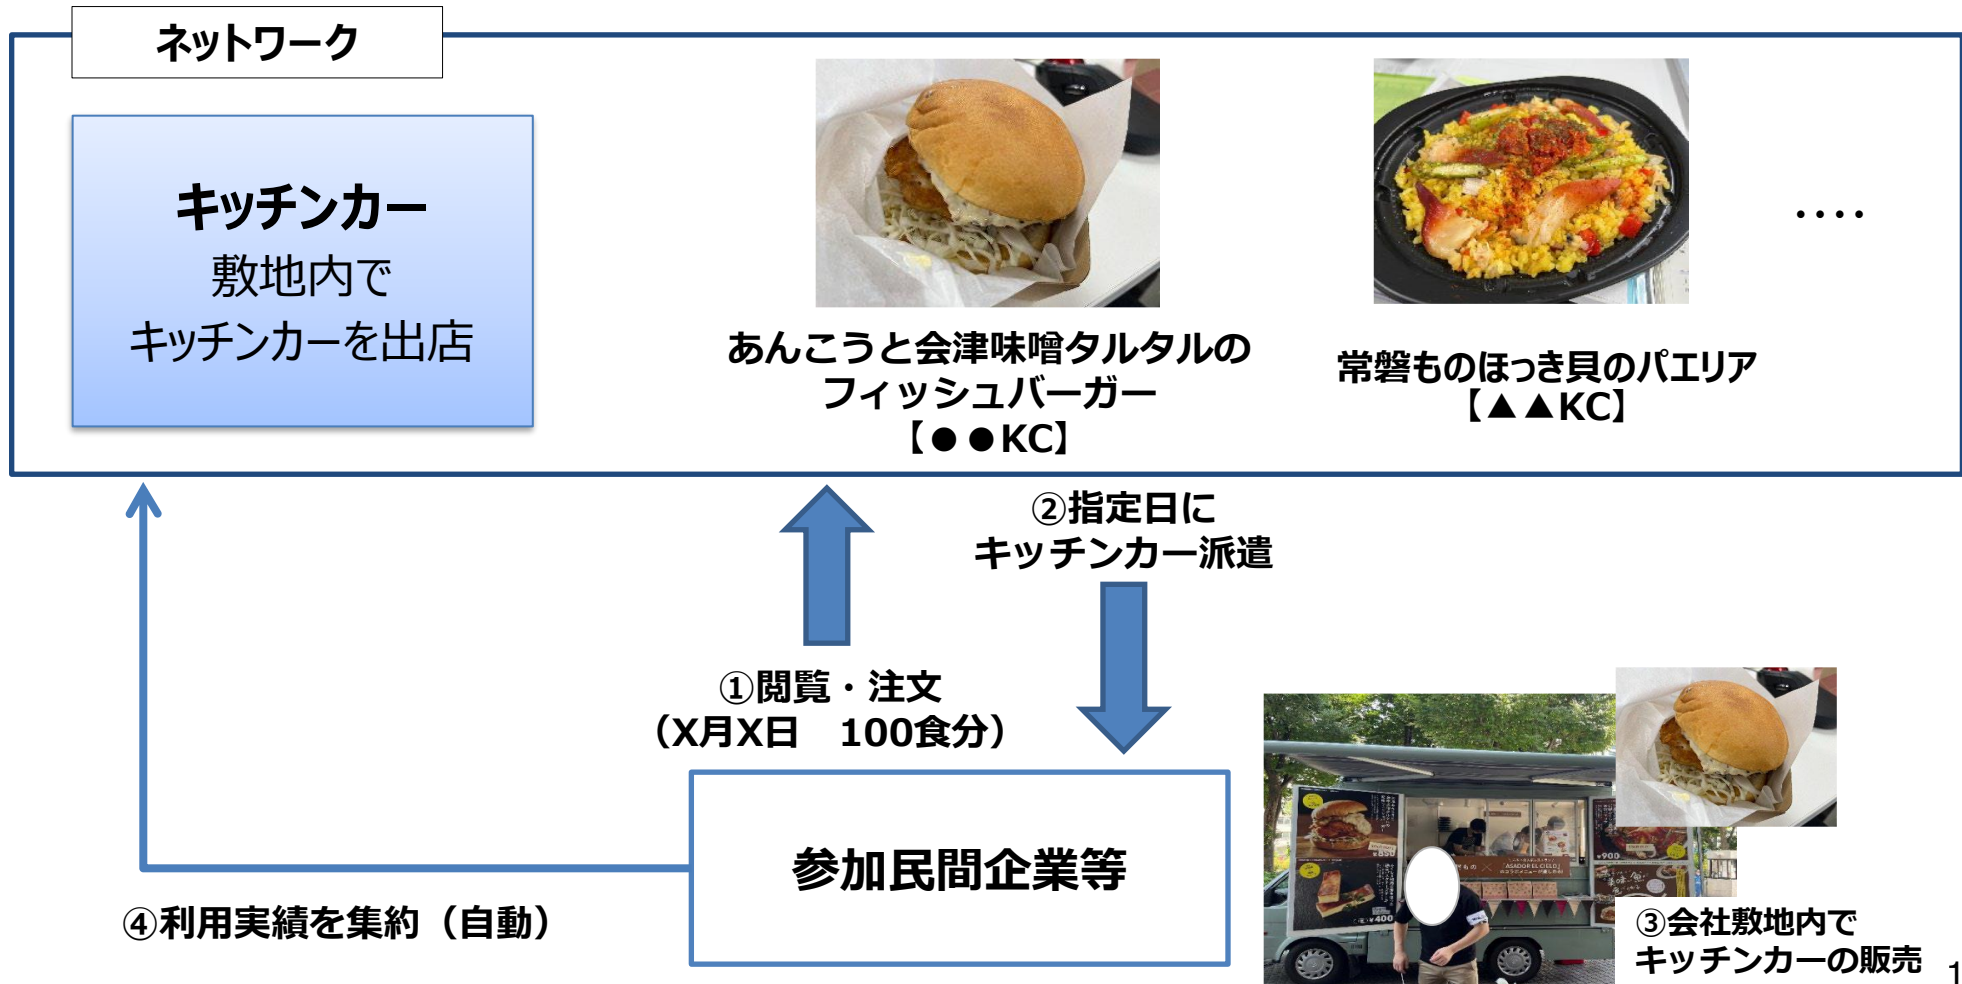 ネットワーク
キッチンカー
敷地内で
キッチンカーを出店
あんこうと会津味噌タルタルの
フィッシュバーガー
【●●KC】
常磐ものほっき貝のパエリア
【▲▲KC】
‥‥
②指定日に
キッチンカー派遣
①閲覧・注文
（X月X日　100食分）
参加民間企業等
④利用実績を集約（自動）
¥850
¥400
¥900
「ASADOR EL CIELO」
③会社敷地内で
キッチンカーの販売
1